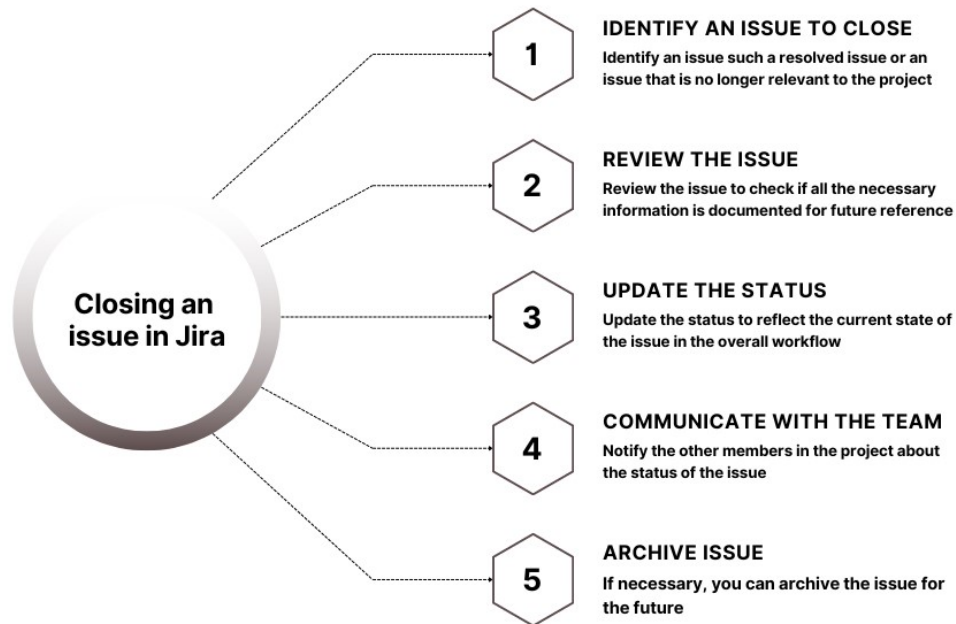 Closing an
issue in Jira
1
IDENTIFY AN ISSUE TO CLOSE
Identify an issue such a resolved issue or an
issue that is no longer relevant to the project
2
REVIEW THE ISSUE
Review the issue to check if all the necessary
information is documented for future reference
3
UPDATE THE STATUS
Update the status to reflect the current state of
the issue in the overall workflow
4
COMMUNICATE WITH THE TEAM
Notify the other members in the project about
the status of the issue
5
ARCHIVE ISSUE
If necessary, you can archive the issue for
the future